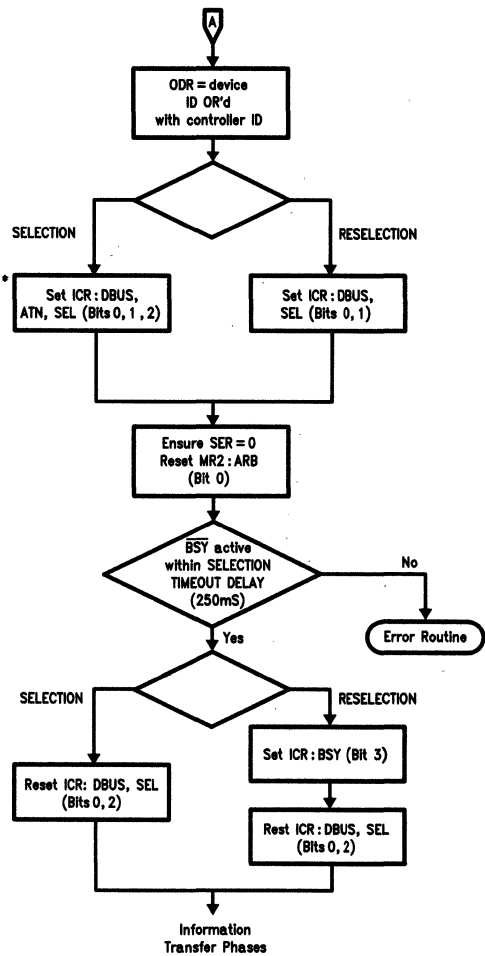 A
ODR = device
ID OR'd
with controller ID
SELECTION
RESELECTION
*
Set ICR : DBUS,
ATN, SEL (Bits 0, 1, 2)
Set ICR : DBUS,
SEL (Bits 0, 1)
Ensure SER = 0
Reset MR2 : ARB
(Bit 0)
B̅S̅Y̅ active
within SELECTION
TIMEOUT DELAY
(250mS)
No
Error Routine
Yes
SELECTION
RESELECTION
Set ICR : BSY (Bit 3)
Reset ICR: DBUS, SEL
(Bits 0, 2)
Rest ICR : DBUS, SEL
(Bits 0, 2)
Information
Transfer Phases